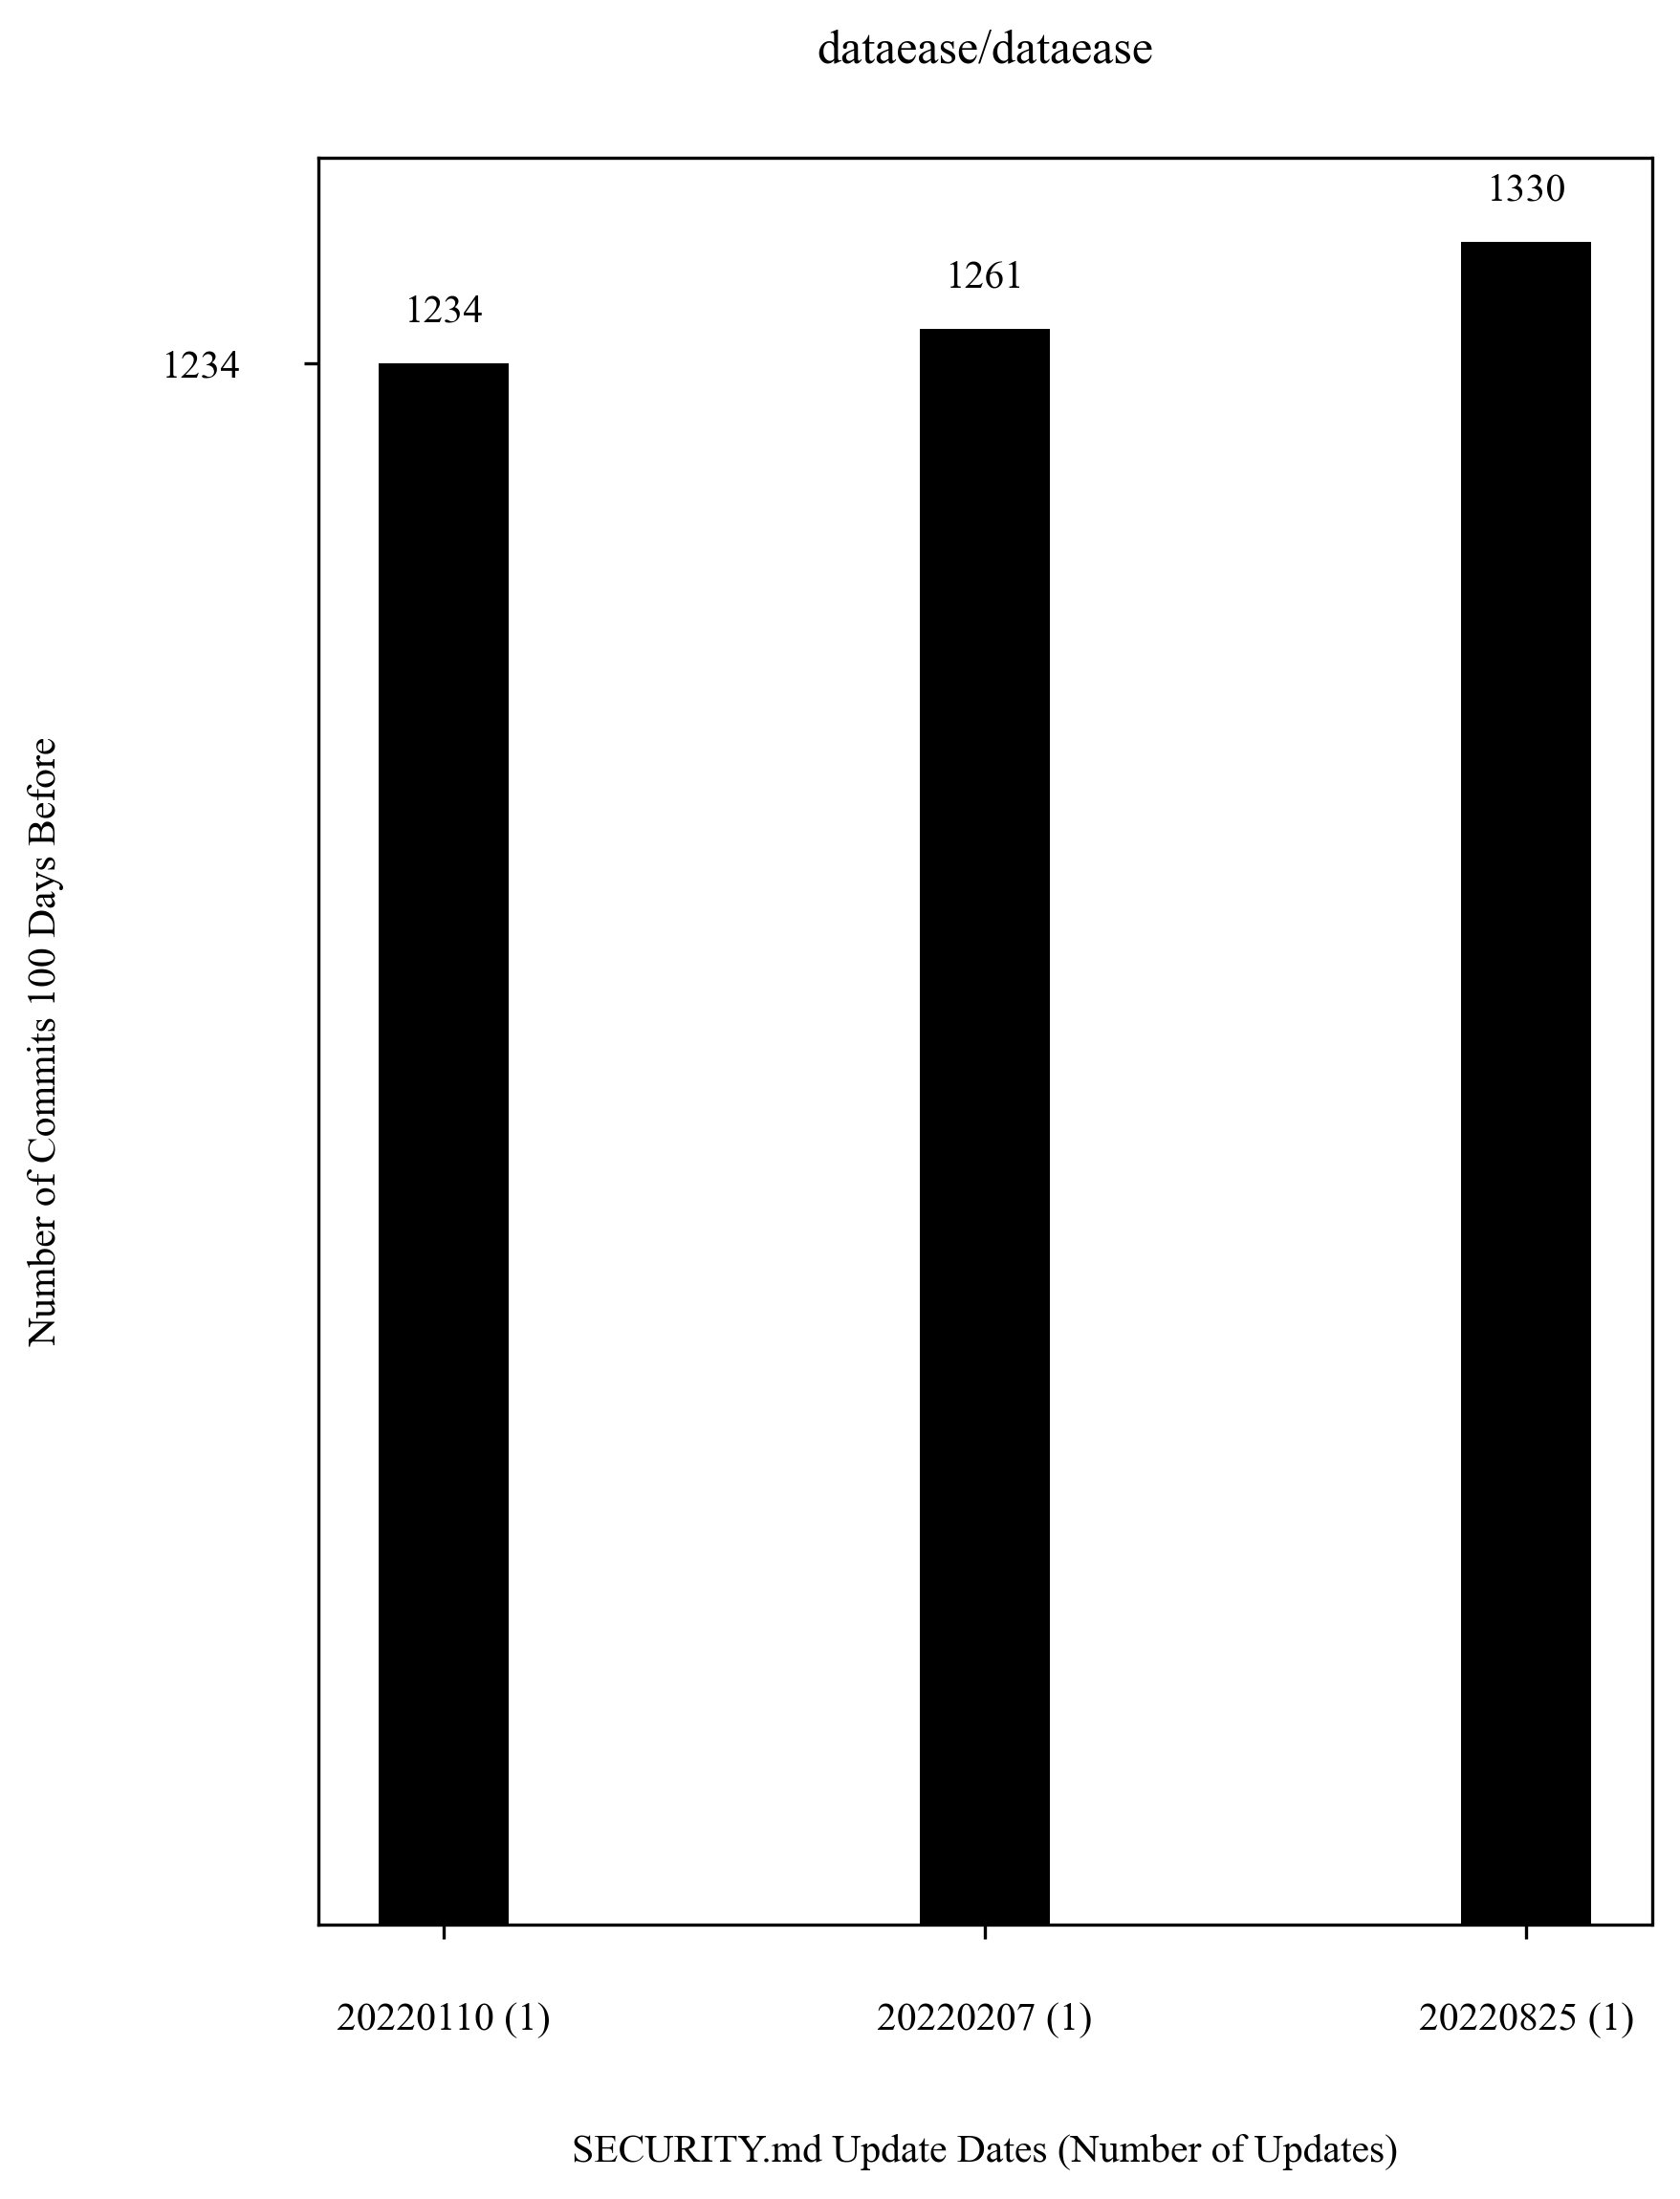 dataease/dataease
1330
1261
1234
1234
Number of Commits 100 Days Before
20220110 (1)
20220207 (1)
20220825 (1)
SECURITY.md Update Dates (Number of Updates)